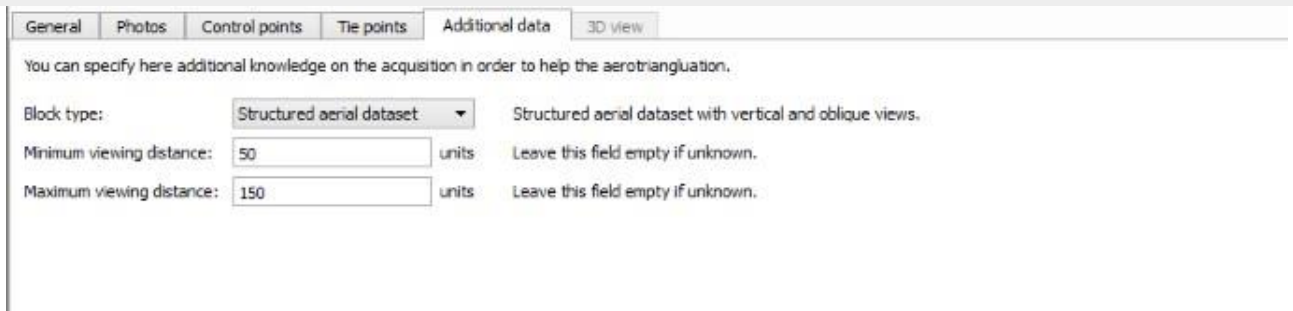 General Photos Control points Tie points Additional data 3D view
You can specify here additional knowledge on the acquisition in order to help the aerotriangluation.
Block type: Structured aerial dataset Structured aerial dataset with vertical and oblique views.
Minimum viewing distance: 50 units Leave this field empty if unknown.
Maximum viewing distance: 150 units Leave this field empty if unknown.